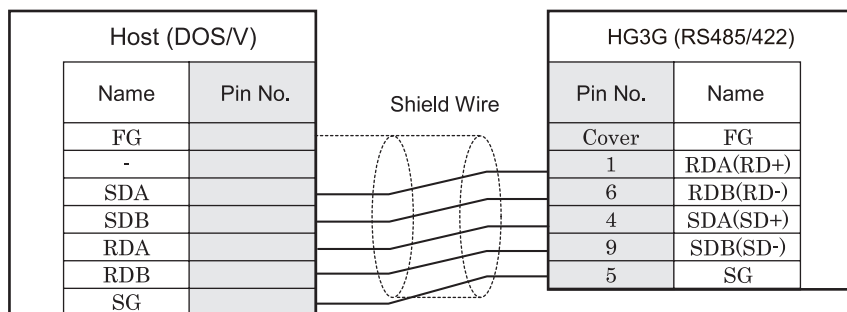 Host (DOS/V)
Name Pin No.
FG
-
SDA
SDB
RDA
RDB
SG
Shield Wire
HG3G (RS485/422)
Pin No. Name
Cover FG
1 RDA(RD+)
6 RDB(RD-)
4 SDA(SD+)
9 SDB(SD-)
5 SG